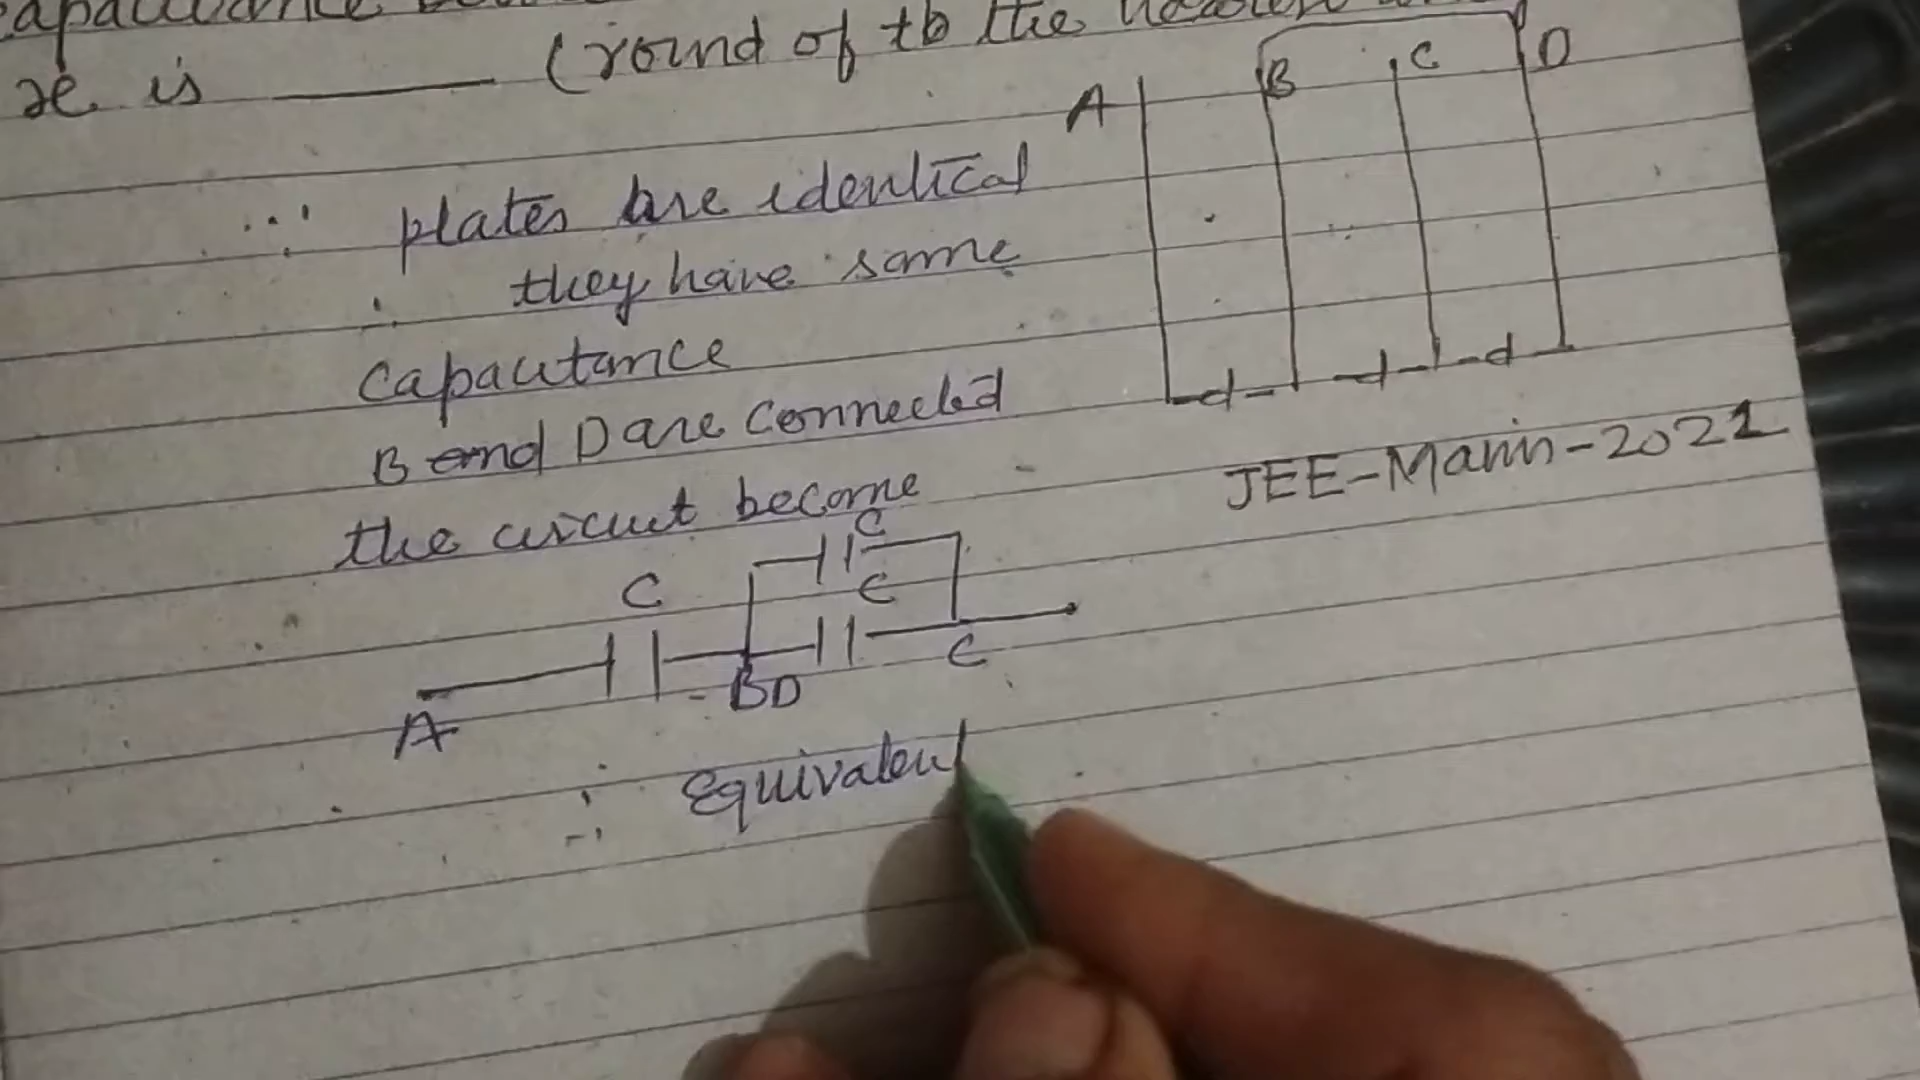 is ______ (round of to the
A B C D
∵ plates are identical
∴ they have same
capacitance
B and D are connected
d d d
the circuit become
JEE-Main-2021
C C
C
A BD C
∴ Equivalent